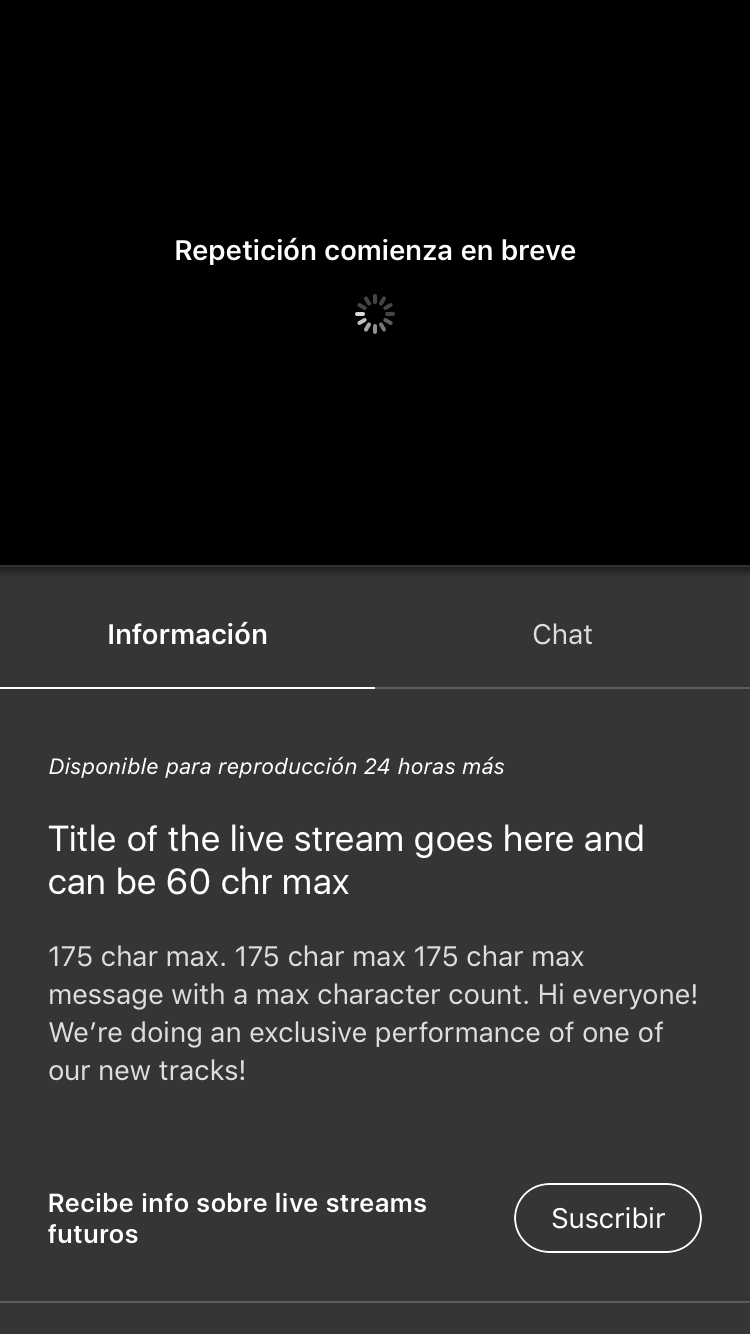 Repetición comienza en breve
Información
Chat
Disponible para reproducción 24 horas más
Title of the live stream goes here and
can be 60 chr max
175 char max. 175 char max 175 char max
message with a max character count. Hi everyone!
We’re doing an exclusive performance of one of
our new tracks!
Recibe info sobre live streams
futuros
Suscribir